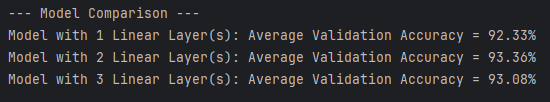 --- Model Comparison ---
Model with 1 Linear Layer(s): Average Validation Accuracy = 92.33%
Model with 2 Linear Layer(s): Average Validation Accuracy = 93.36%
Model with 3 Linear Layer(s): Average Validation Accuracy = 93.08%